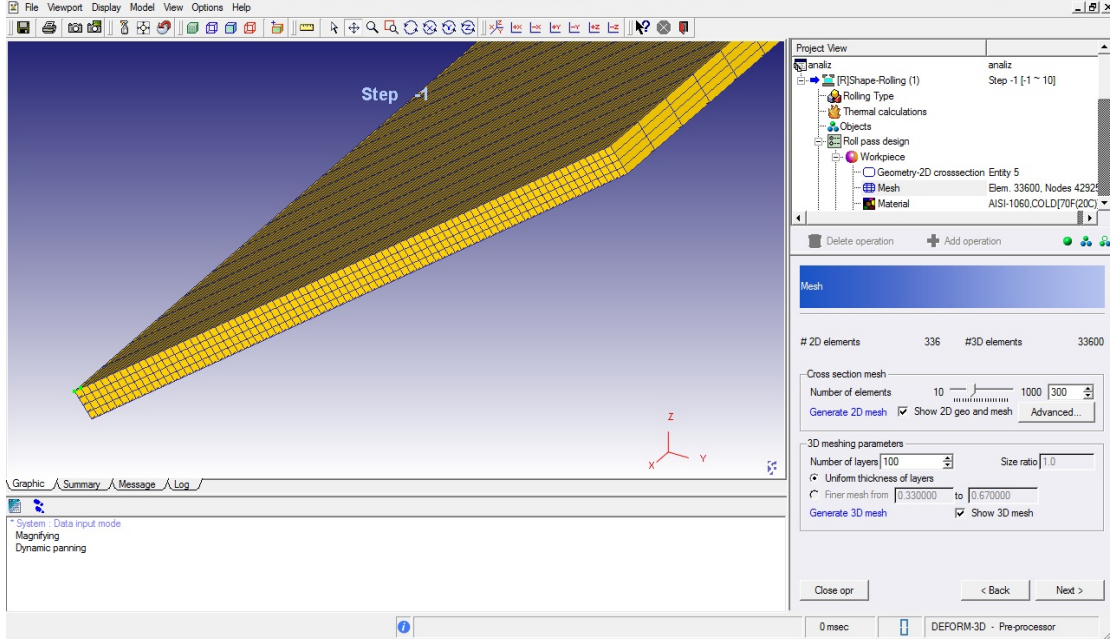 File Viewport Display Model View Options Help
Step -1
Z
X
Y
Graphic Summary Message Log
* System : Data input mode
Magnifying
Dynamic panning
Project View
analiz analiz
[R]Shape-Rolling (1) Step -1 [-1 ~ 10]
Rolling Type
Thermal calculations
Objects
Roll pass design
Workpiece
Geometry-2D crosssection Entity 5
Mesh Elem. 33600, Nodes 42925
Material AISI-1060,COLD[70F(20C)
Delete operation Add operation
Mesh
# 2D elements 336 #3D elements 33600
Cross section mesh
Number of elements 10 1000 300
Generate 2D mesh Show 2D geo and mesh Advanced...
3D meshing parameters
Number of layers 100 Size ratio 1.0
Uniform thickness of layers
Finer mesh from 0.330000 to 0.670000
Generate 3D mesh Show 3D mesh
Close opr < Back Next >
0 msec DEFORM-3D - Pre-processor